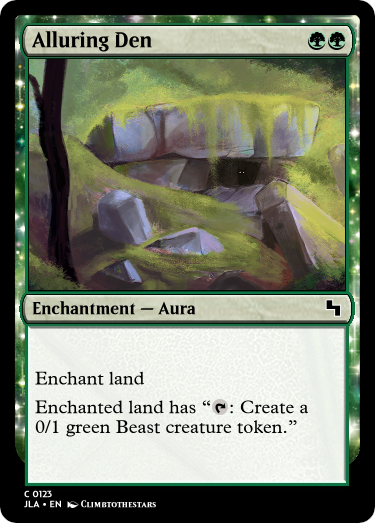 Alluring Den
Enchantment — Aura
Enchant land
Enchanted land has “: Create a
0/1 green Beast creature token.”
C 0123
JLA • EN CLIMBTOTHESTARS